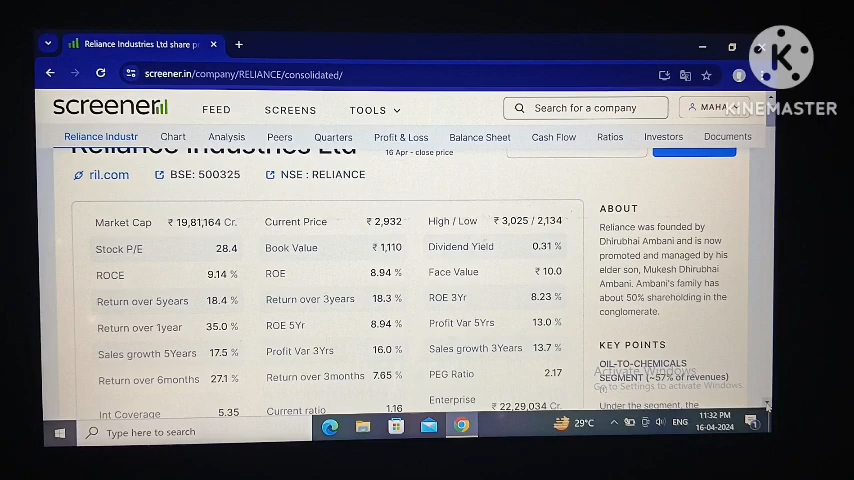 Reliance Industries Ltd share pr
screener.in/company/RELIANCE/consolidated/
KINEMASTER
screener
FEED
SCREENS
TOOLS
Search for a company
MAHA
Reliance Industr
Chart
Analysis
Peers
Quarters
Profit & Loss
Balance Sheet
Cash Flow
Ratios
Investors
Documents
Reliance Industries Ltd
16 Apr - close price
ril.com
BSE: 500325
NSE : RELIANCE
Market Cap ₹ 19,81,164 Cr.
Current Price ₹ 2,932
High / Low ₹ 3,025 / 2,134
Stock P/E 28.4
Book Value ₹ 1,110
Dividend Yield 0.31 %
ROCE 9.14 %
ROE 8.94 %
Face Value ₹ 10.0
Return over 5years 18.4 %
Return over 3years 18.3 %
ROE 3Yr 8.23 %
Return over 1year 35.0 %
ROE 5Yr 8.94 %
Profit Var 5Yrs 13.0 %
Sales growth 5Years 17.5 %
Profit Var 3Yrs 16.0 %
Sales growth 3Years 13.7 %
Return over 6months 27.1 %
Return over 3months 7.65 %
PEG Ratio 2.17
Int Coverage 5.35
Current ratio 1.16
Enterprise ₹ 22,29,034 Cr
ABOUT
Reliance was founded by
Dhirubhai Ambani and is now
promoted and managed by his
elder son, Mukesh Dhirubhai
Ambani. Ambani's family has
about 50% shareholding in the
conglomerate.
KEY POINTS
OIL-TO-CHEMICALS
SEGMENT (~57% of revenues)
Under the segment, the
Activate Windows
Go to Settings to activate Windows.
Type here to search
29°C
ENG
11:32 PM
16-04-2024